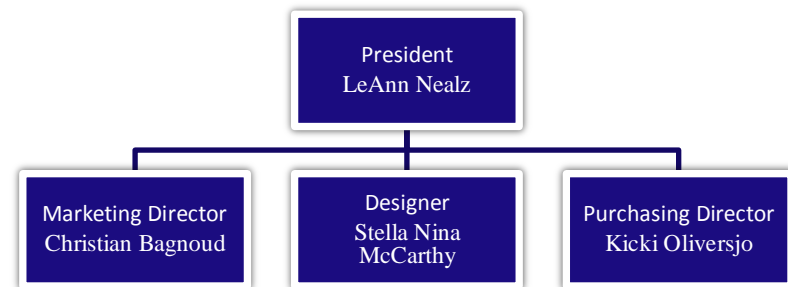 President
LeAnn Nealz
Marketing Director
Christian Bagnoud
Designer
Stella Nina
McCarthy
Purchasing Director
Kicki Oliversjo